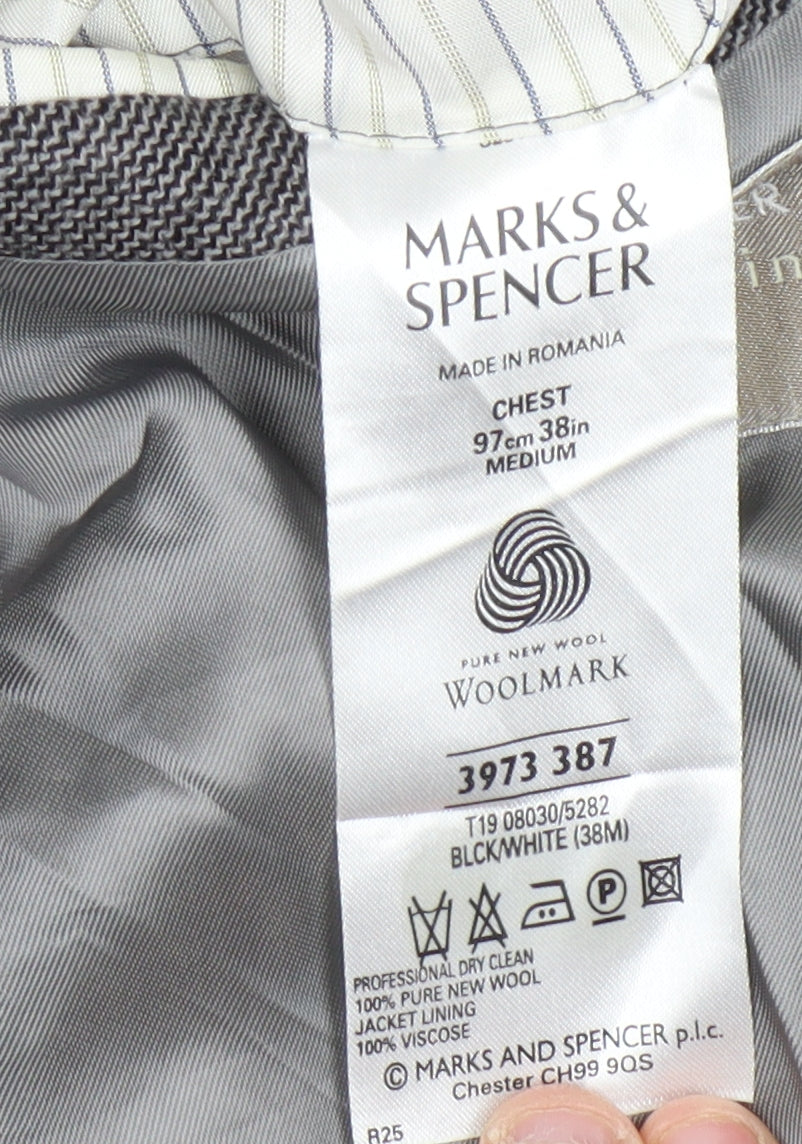 MARKS &
SPENCER
MADE IN ROMANIA
CHEST
97cm 38in
MEDIUM
PURE NEW WOOL
WOOLMARK
3973 387
T19 08030/5282
BLCK/WHITE (38M)
P
PROFESSIONAL DRY CLEAN
100% PURE NEW WOOL
JACKET LINING
100% VISCOSE
© MARKS AND SPENCER p.l.c.
Chester CH99 9QS
R25
ER
in